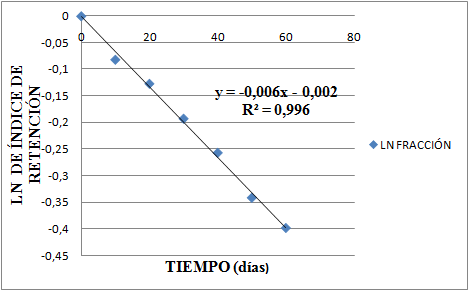 0
-0,05
-0,1
-0,15
-0,2
-0,25
-0,3
-0,35
-0,4
-0,45
0 20 40 60 80
LN DE ÍNDICE DE
RETENCIÓN
y = -0,006x - 0,002
R² = 0,996
LN FRACCIÓN
TIEMPO (días)